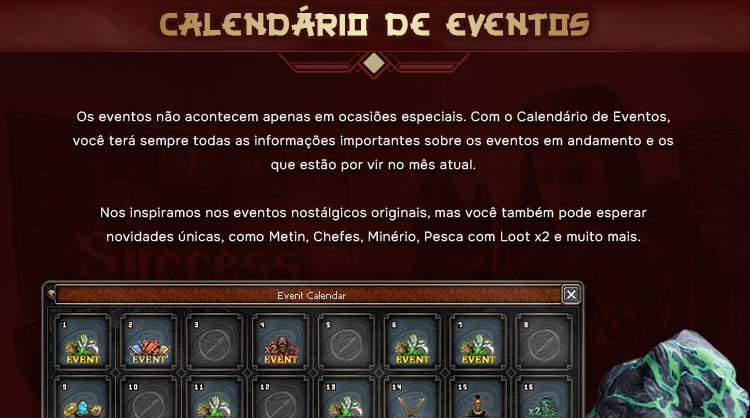 CALENDÁRIO DE EVENTOS
Os eventos não acontecem apenas em ocasiões especiais. Com o Calendário de Eventos,
você terá sempre todas as informações importantes sobre os eventos em andamento e os
que estão por vir no mês atual.
Nos inspiramos nos eventos nostálgicos originais, mas você também pode esperar
novidades únicas, como Metin, Chefes, Minério, Pesca com Loot x2 e muito mais.
Success
Event Calendar
1 2 3 4 5 6 7 8
EVENT EVENT x2 EVENT EVENT EVENT
9 10 11 12 13 14 15 16
x2